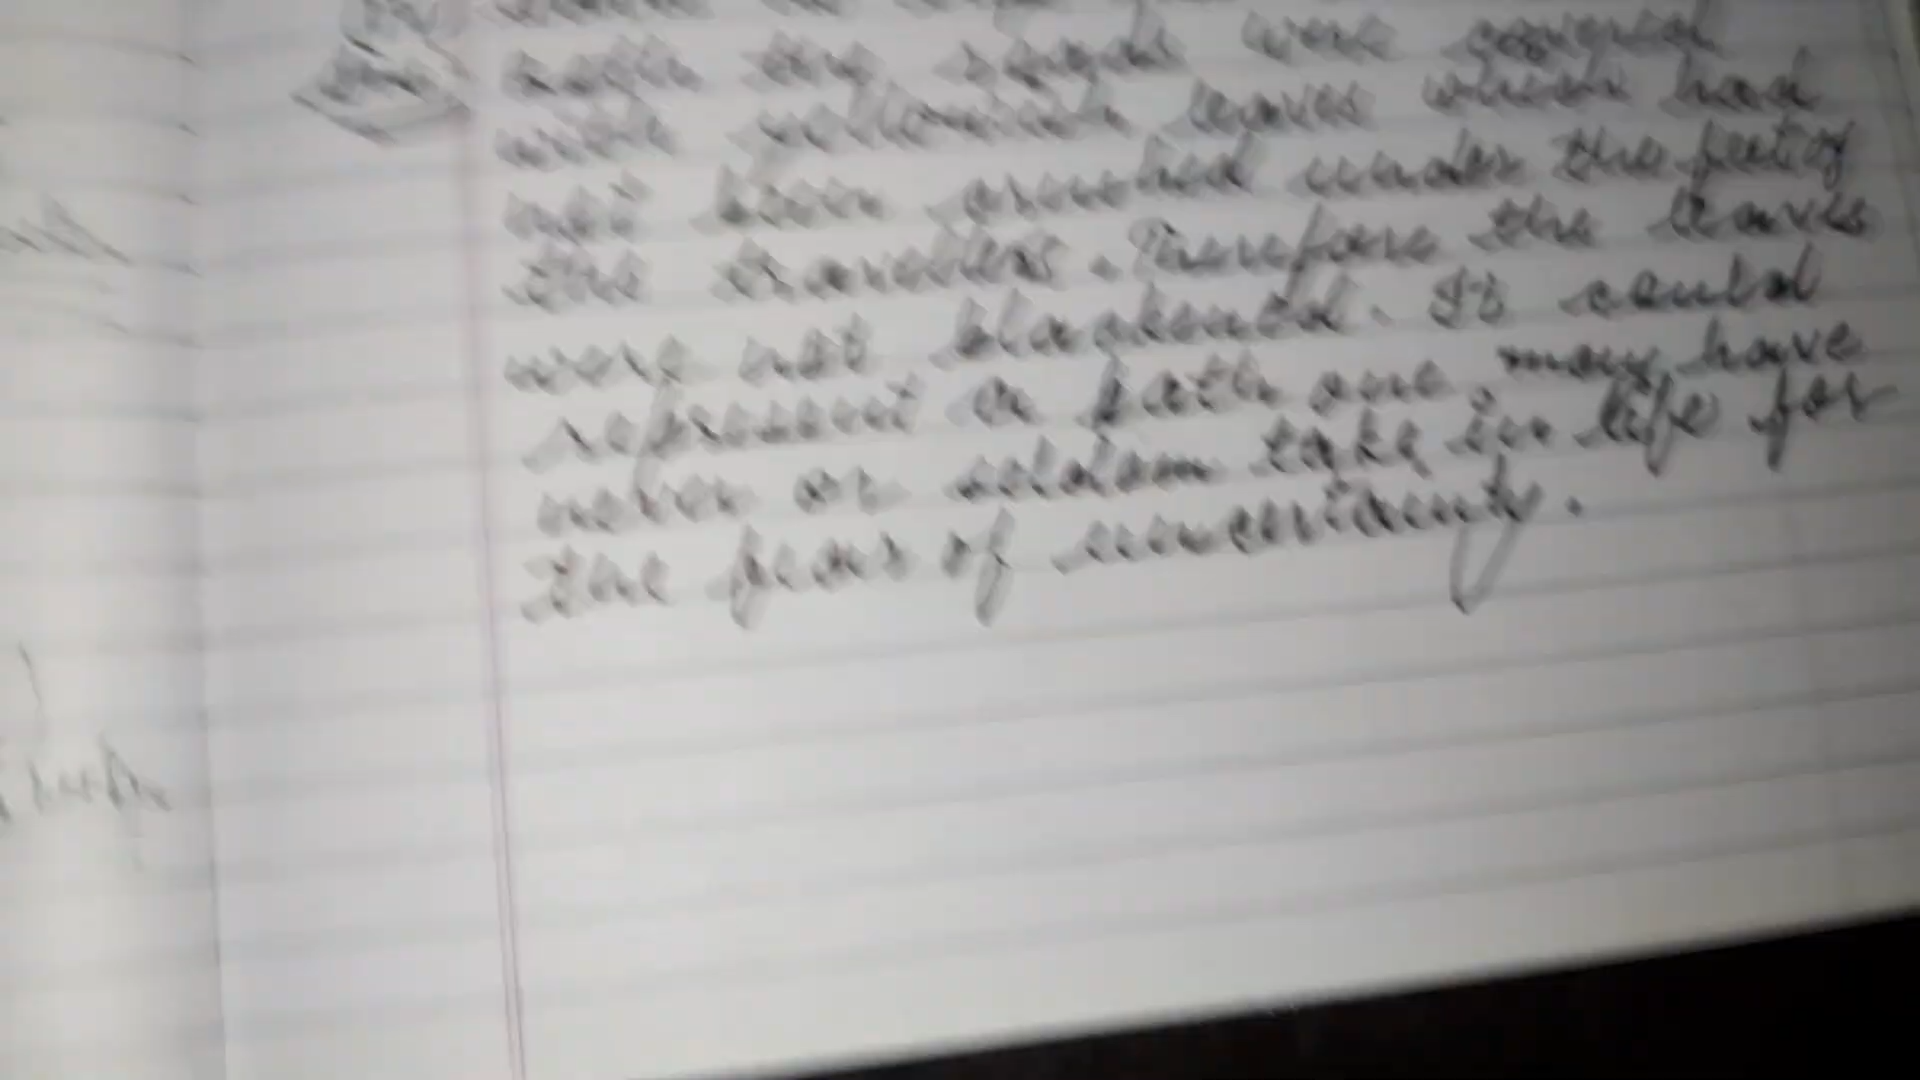 both the roads were covered
with yellowish leaves which had
not been crushed under the feet of
the travellers. Therefore the leaves
were not blackened. It could
represent a path one may have
never or seldom take in life for
the fear of uncertainty.